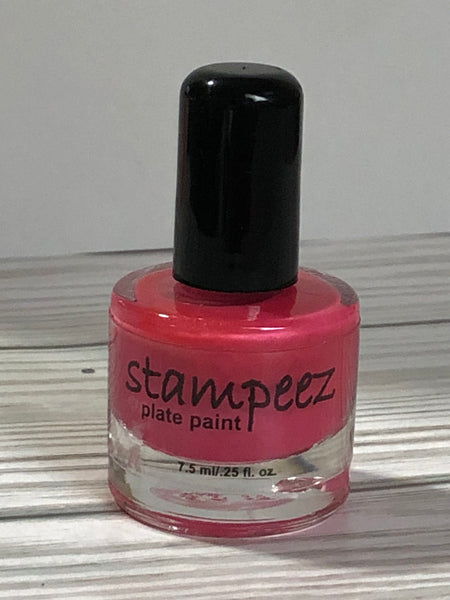 stampeez
plate paint
7.5 ml/.25 fl. oz.